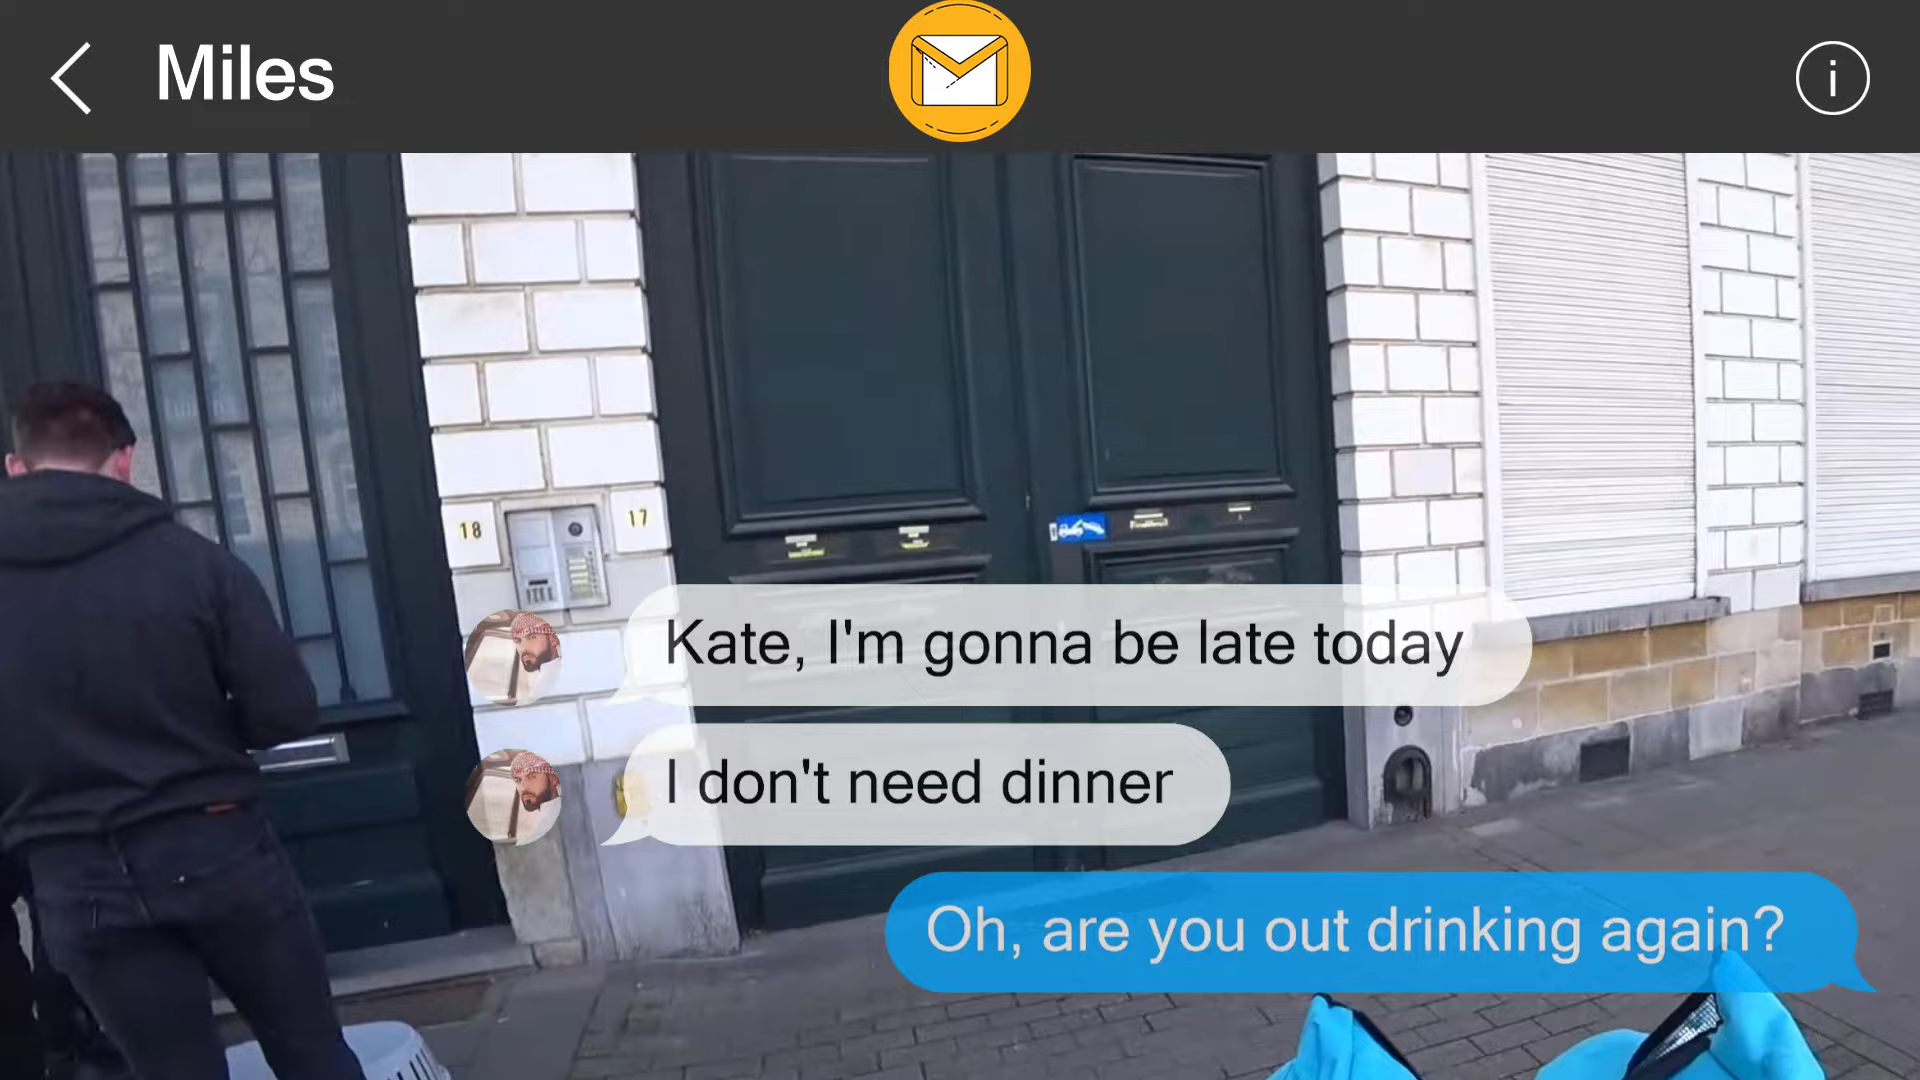 Miles
i
18
17
Kate, I'm gonna be late today
I don't need dinner
Oh, are you out drinking again?